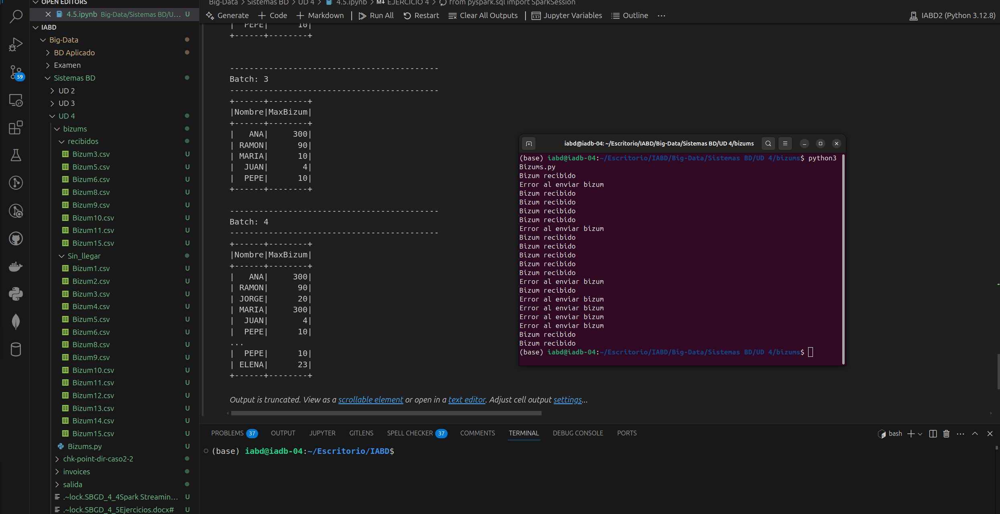 OPEN EDITORS
4.5.ipynb Big-Data/Sistemas BD/U... U
IABD
Big-Data
BD Aplicado
Examen
59
Sistemas BD
UD 2
UD 3
UD 4
bizums
recibidos
Bizum3.csv U
Bizum5.csv U
Bizum6.csv U
Bizum8.csv U
Bizum9.csv U
Bizum10.csv U
Bizum11.csv U
Bizum15.csv U
Sin_llegar
Bizum1.csv U
Bizum2.csv U
Bizum3.csv U
Bizum4.csv U
Bizum5.csv U
Bizum6.csv U
Bizum8.csv U
Bizum9.csv U
Bizum10.csv U
Bizum11.csv U
Bizum12.csv U
Bizum13.csv U
Bizum14.csv U
Bizum15.csv U
Bizums.py U
chk-point-dir-caso2-2
invoices
salida
.~lock.SBGD_4_4Spark Streamin... U
.~lock.SBGD_4_5Ejercicios.docx# U
Big-Data > Sistemas BD > UD 4 > 4.5.ipynb > M↓ EJERCICIO 4 > from pyspark.sql import SparkSession
Generate + Code + Markdown | Run All Restart Clear All Outputs | Jupyter Variables Outline ... IABD2 (Python 3.12.8)
|  PEPE|      10|
+------+--------+
-------------------------------------------
Batch: 3
-------------------------------------------
+------+--------+
|Nombre|MaxBizum|
+------+--------+
|   ANA|     300|
| RAMON|      90|
| MARIA|      10|
|  JUAN|       4|
|  PEPE|      10|
+------+--------+
-------------------------------------------
Batch: 4
-------------------------------------------
+------+--------+
|Nombre|MaxBizum|
+------+--------+
|   ANA|     300|
| RAMON|      90|
| JORGE|      20|
| MARIA|     300|
|  JUAN|       4|
|  PEPE|      10|
...
|  PEPE|      10|
| ELENA|      23|
+------+--------+
Output is truncated. View as a scrollable element or open in a text editor. Adjust cell output settings...
iabd@iadb-04: ~/Escritorio/IABD/Big-Data/Sistemas BD/UD 4/bizums
(base) iabd@iadb-04:~/Escritorio/IABD/Big-Data/Sistemas BD/UD 4/bizums$ python3
Bizums.py
Bizum recibido
Error al enviar bizum
Bizum recibido
Bizum recibido
Bizum recibido
Bizum recibido
Error al enviar bizum
Bizum recibido
Bizum recibido
Bizum recibido
Bizum recibido
Bizum recibido
Error al enviar bizum
Bizum recibido
Error al enviar bizum
Error al enviar bizum
Error al enviar bizum
Error al enviar bizum
Bizum recibido
Bizum recibido
(base) iabd@iadb-04:~/Escritorio/IABD/Big-Data/Sistemas BD/UD 4/bizums$
PROBLEMS 37 OUTPUT JUPYTER GITLENS SPELL CHECKER 37 COMMENTS TERMINAL DEBUG CONSOLE PORTS bash
(base) iabd@iadb-04:~/Escritorio/IABD$